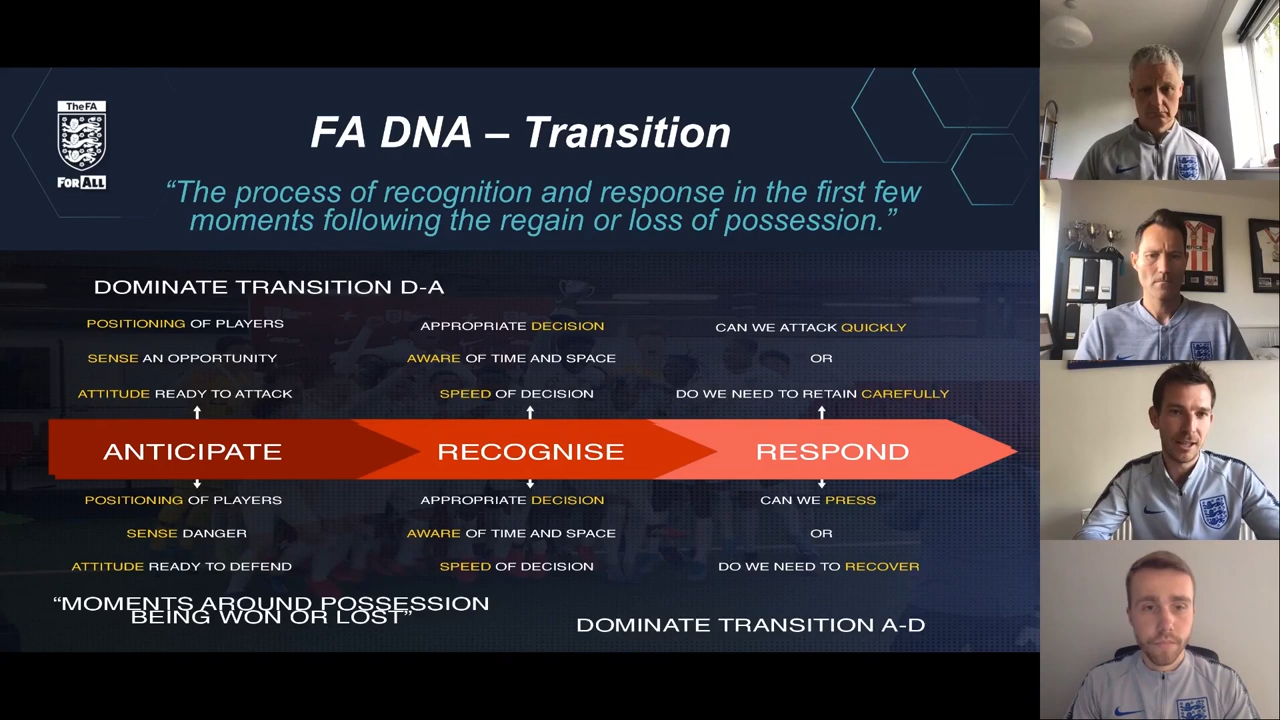 The FA
FOR ALL
FA DNA – Transition
“The process of recognition and response in the first few
moments following the regain or loss of possession.”
DOMINATE TRANSITION D-A
POSITIONING OF PLAYERS
SENSE AN OPPORTUNITY
ATTITUDE READY TO ATTACK
APPROPRIATE DECISION
AWARE OF TIME AND SPACE
SPEED OF DECISION
CAN WE ATTACK QUICKLY
OR
DO WE NEED TO RETAIN CAREFULLY
ANTICIPATE
RECOGNISE
RESPOND
POSITIONING OF PLAYERS
SENSE DANGER
ATTITUDE READY TO DEFEND
APPROPRIATE DECISION
AWARE OF TIME AND SPACE
SPEED OF DECISION
CAN WE PRESS
OR
DO WE NEED TO RECOVER
“MOMENTS AROUND POSSESSION
BEING WON OR LOST”
DOMINATE TRANSITION A-D